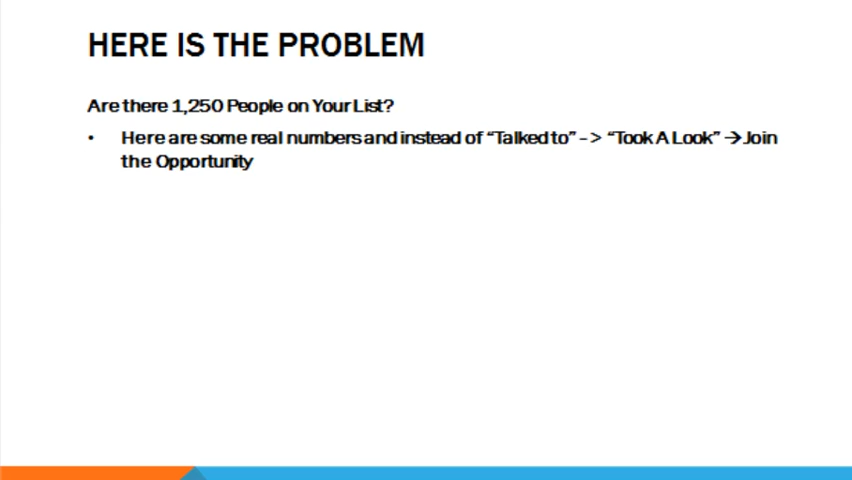 HERE IS THE PROBLEM
Are there 1,250 People on Your List?
• Here are some real numbers and instead of “Talked to” - > “Took A Look” → Join
the Opportunity